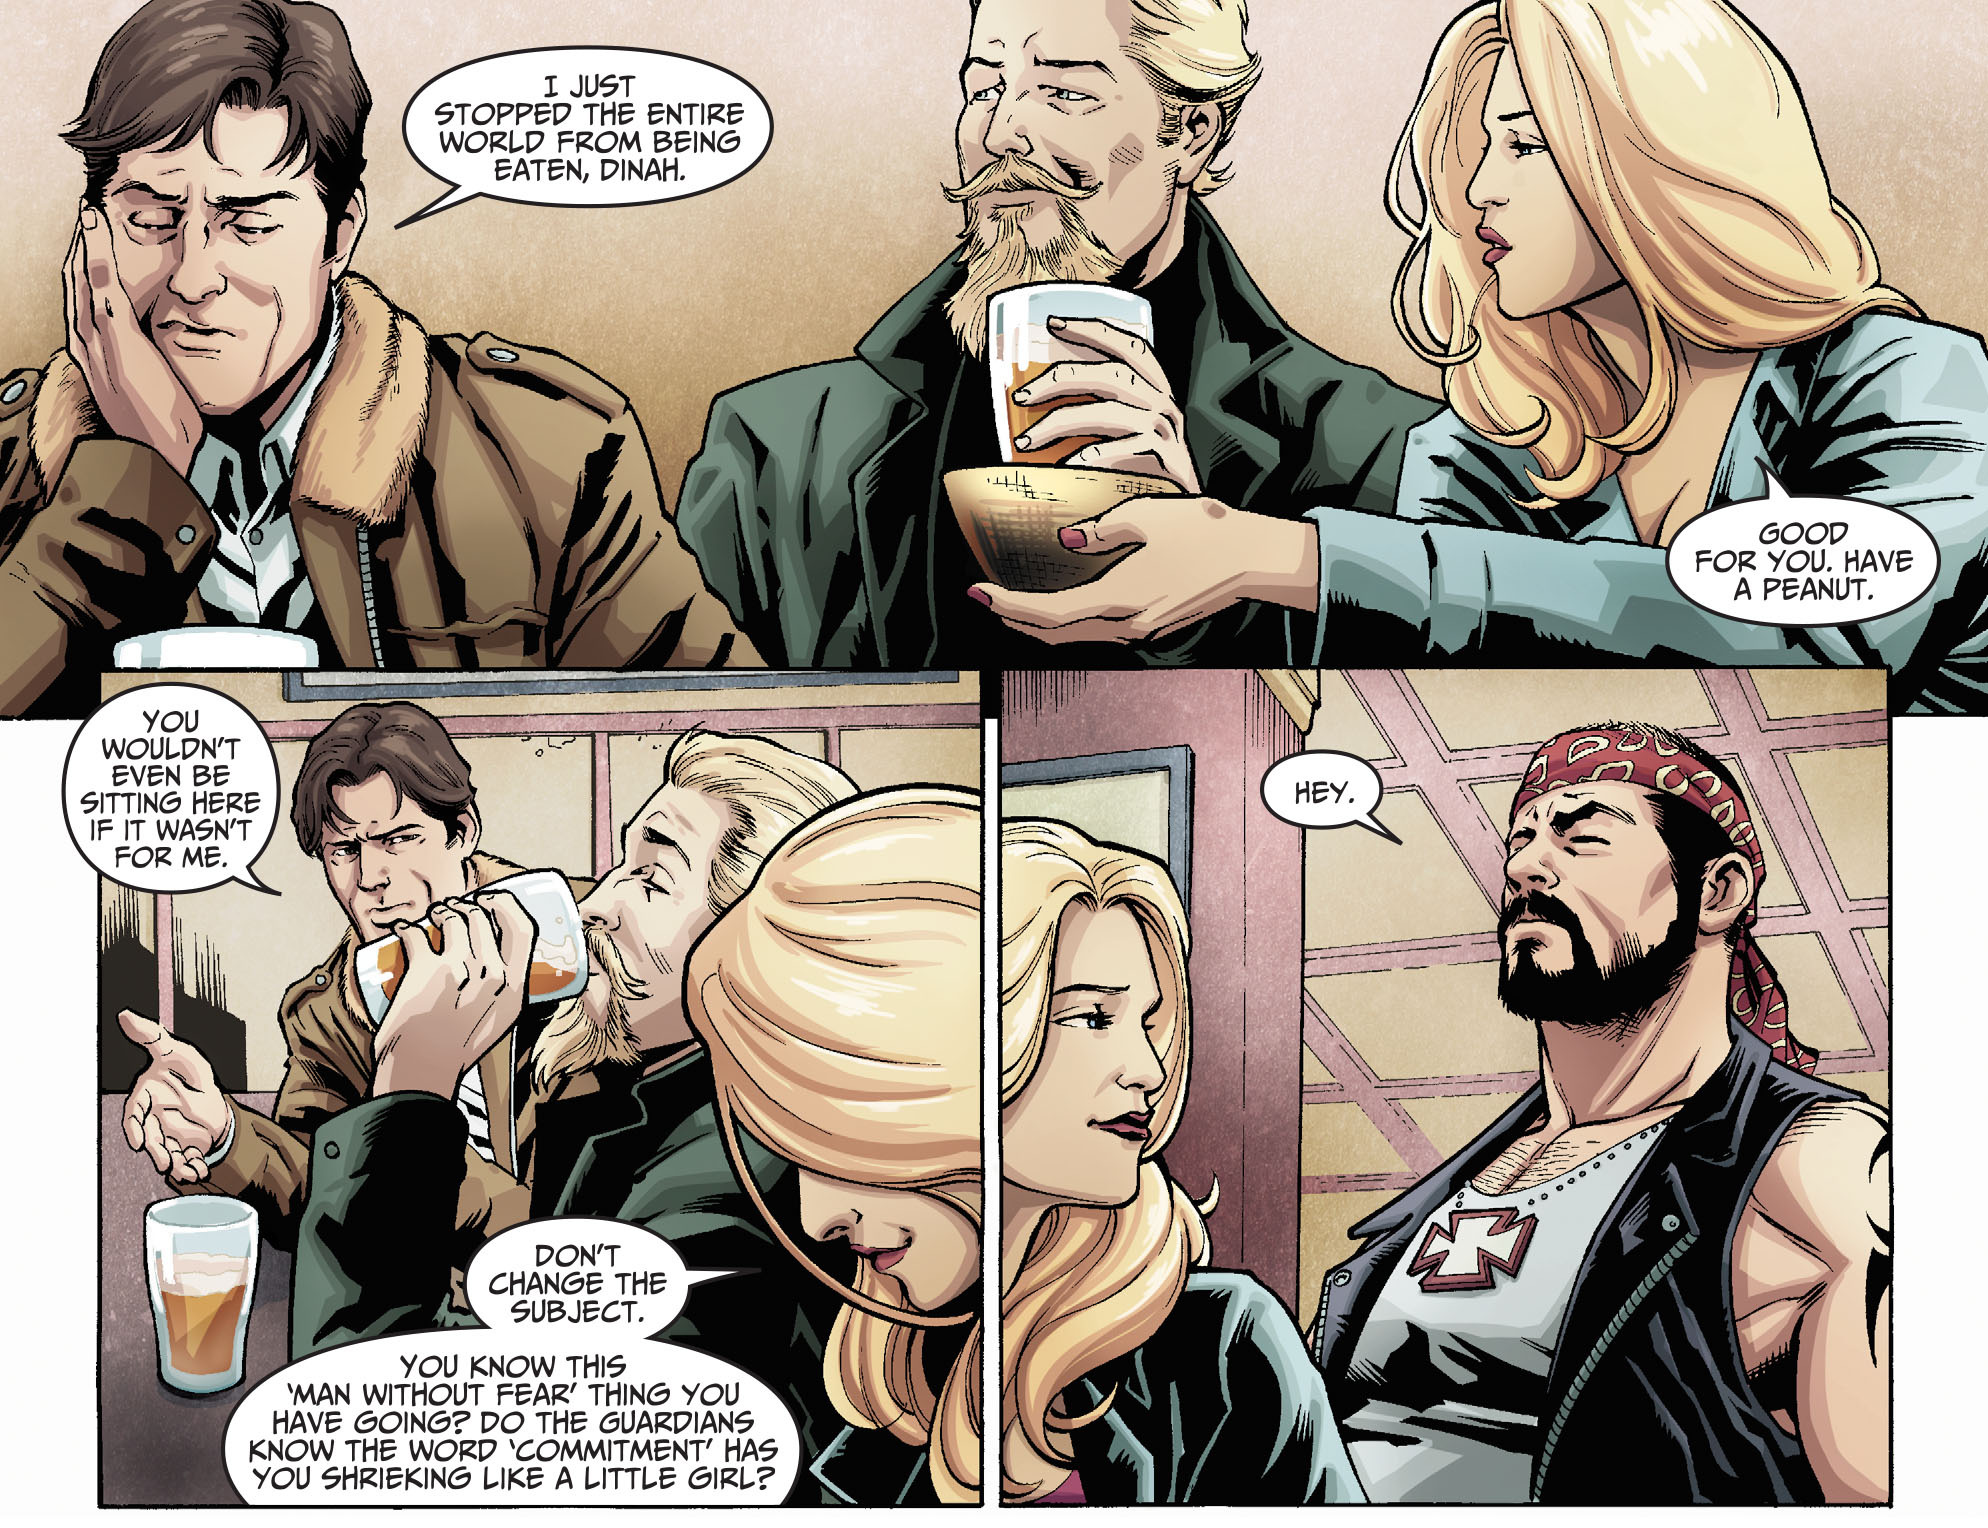 I JUST
STOPPED THE ENTIRE
WORLD FROM BEING
EATEN, DINAH.
GOOD
FOR YOU. HAVE
A PEANUT.
YOU
WOULDN'T
EVEN BE
SITTING HERE
IF IT WASN'T
FOR ME.
DON'T
CHANGE THE
SUBJECT.
YOU KNOW THIS
'MAN WITHOUT FEAR' THING YOU
HAVE GOING? DO THE GUARDIANS
KNOW THE WORD 'COMMITMENT' HAS
YOU SHRIEKING LIKE A LITTLE GIRL?
HEY.